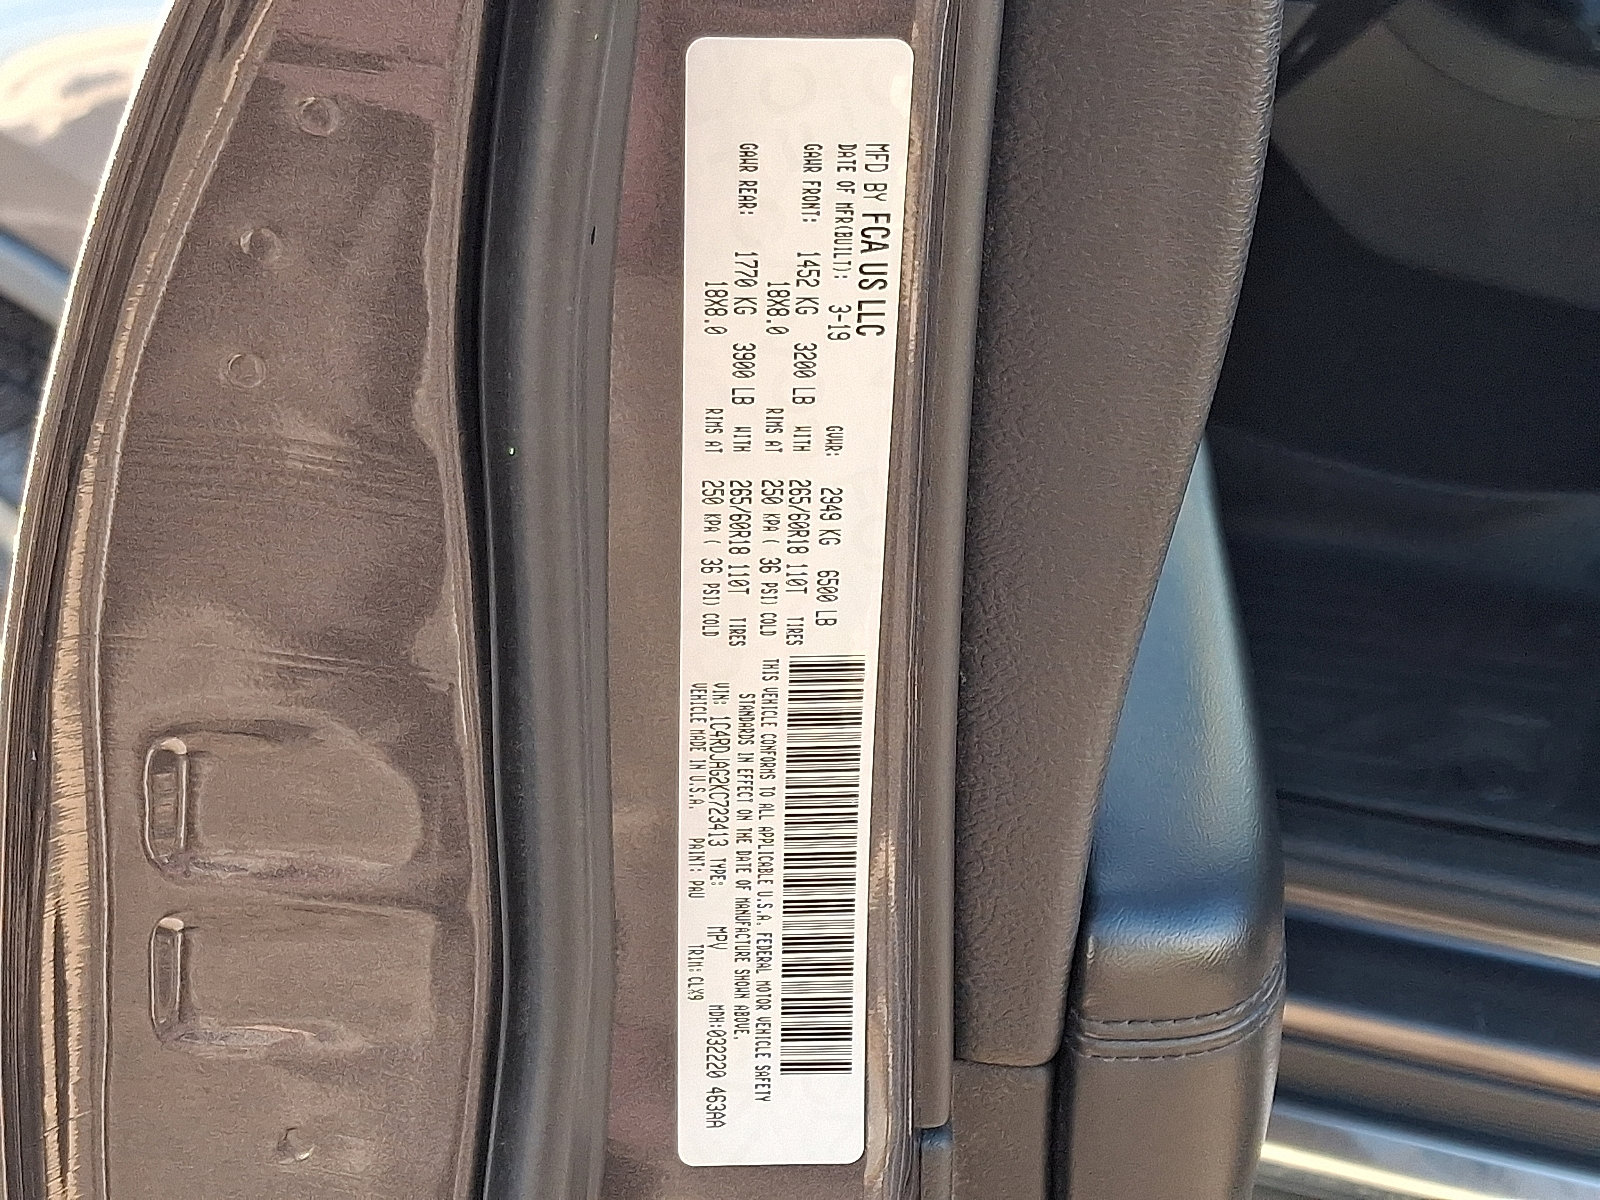 MFD BY FCA US LLC
DATE OF MFR(BUILT): 3-19 GVWR: 2949 KG 6500 LB
GAWR FRONT: 1452 KG 3200 LB WITH 265/60R18 110T TIRES
18X8.0 RIMS AT 250 KPA ( 36 PSI) COLD
GAWR REAR: 1770 KG 3900 LB WITH 265/60R18 110T TIRES
18X8.0 RIMS AT 250 KPA ( 36 PSI) COLD
THIS VEHICLE CONFORMS TO ALL APPLICABLE U.S.A. FEDERAL MOTOR VEHICLE SAFETY
STANDARDS IN EFFECT ON THE DATE OF MANUFACTURE SHOWN ABOVE.
VIN: 1C4RDJAG2KC723413 TYPE: MPV MDH:032220 463AA
VEHICLE MADE IN U.S.A. PAINT: PAU TRIM: CLX9